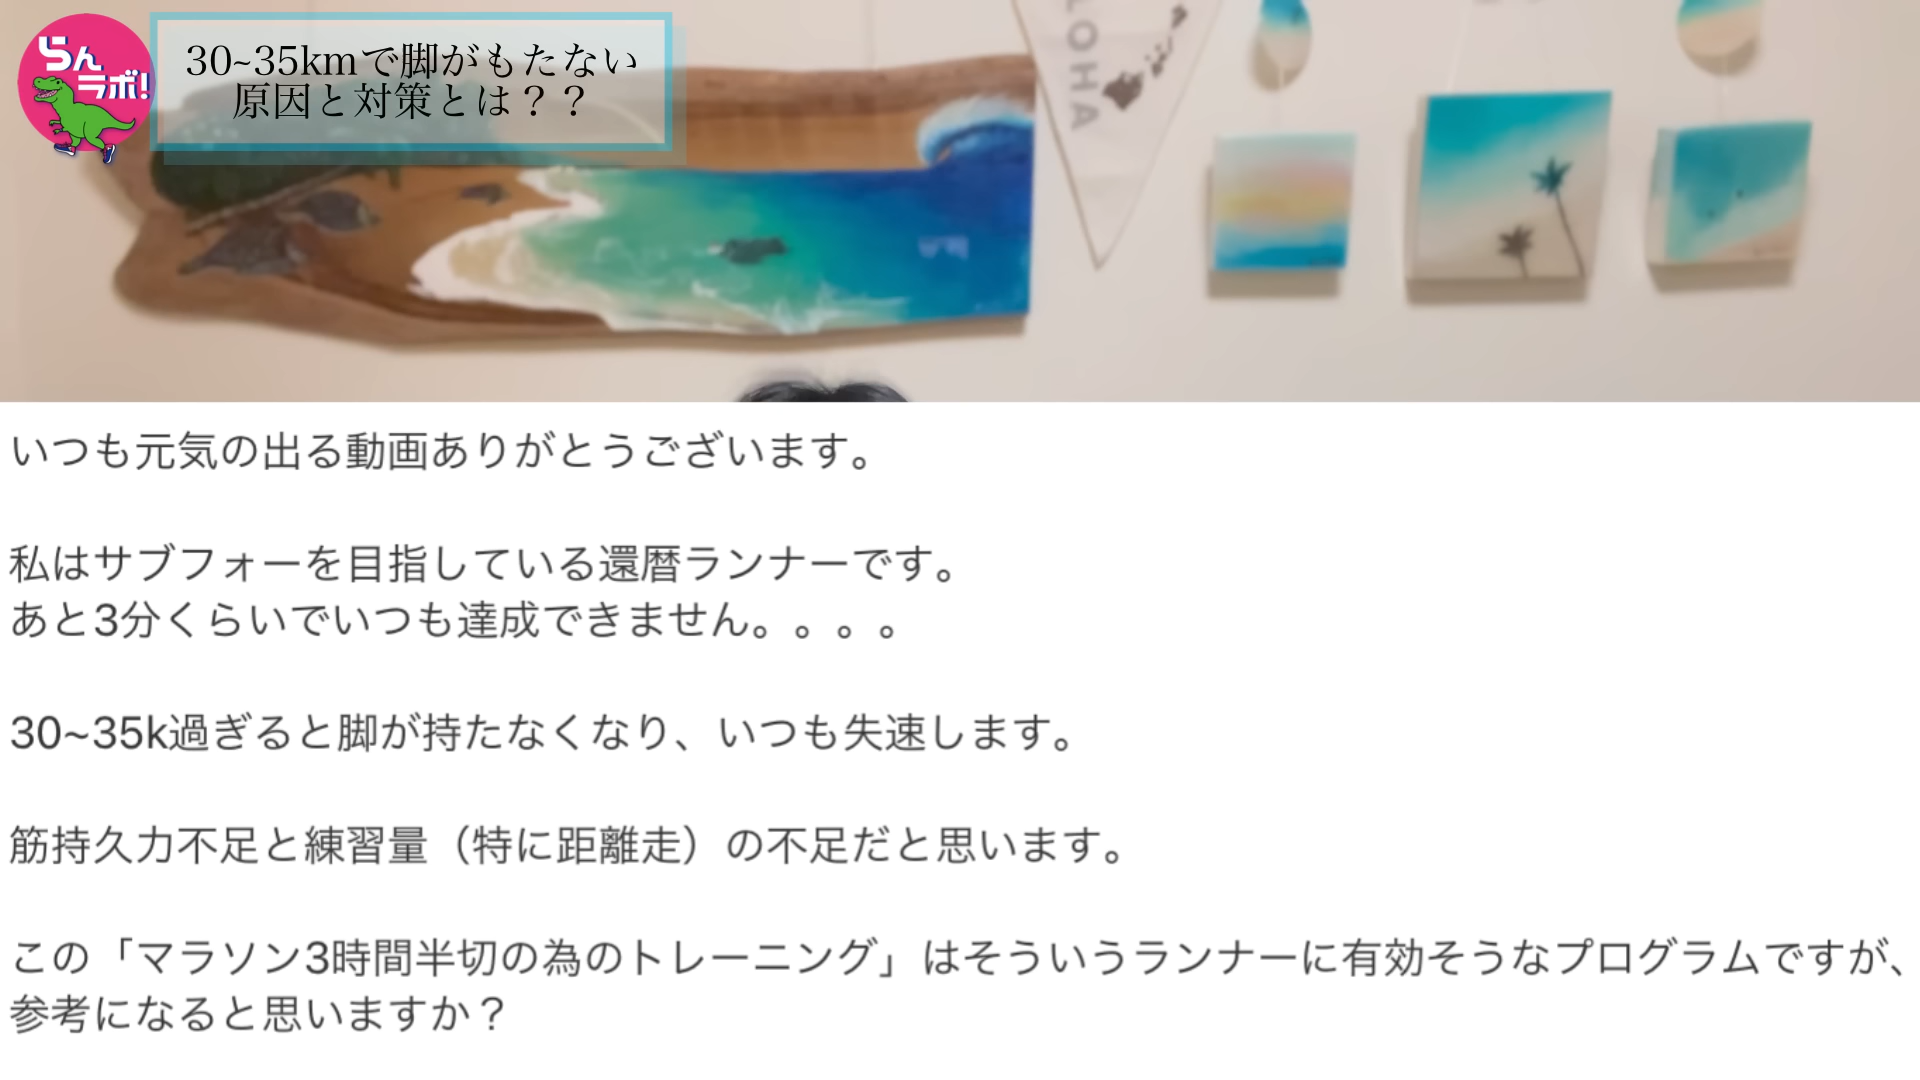 らんラボ!
30~35kmで脚がもたない
原因と対策とは？？
LOHA
いつも元気の出る動画ありがとうございます。
私はサブフォーを目指している還暦ランナーです。
あと3分くらいでいつも達成できません。。。。
30~35k過ぎると脚が持たなくなり、いつも失速します。
筋持久力不足と練習量（特に距離走）の不足だと思います。
この「マラソン3時間半切の為のトレーニング」はそういうランナーに有効そうなプログラムですが、
参考になると思いますか？